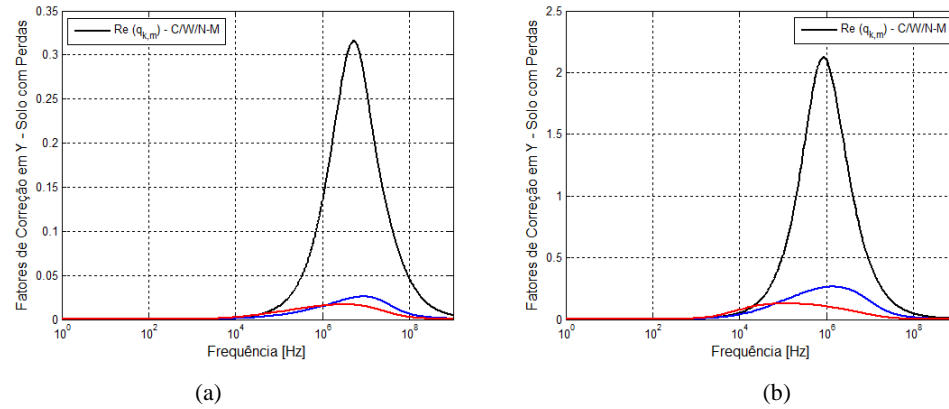 Fatores de Correção em Y - Solo com Perdas
0.35
0.3
0.25
0.2
0.15
0.1
0.05
0
Re (q_{k,m}) - C/W/N-M
10^0 10^2 10^4 10^6 10^8
Frequência [Hz]
(a)
Fatores de Correção em Y - Solo com Perdas
2.5
2
1.5
1
0.5
0
Re (q_{k,m}) - C/W/N-M
10^0 10^2 10^4 10^6 10^8
Frequência [Hz]
(b)